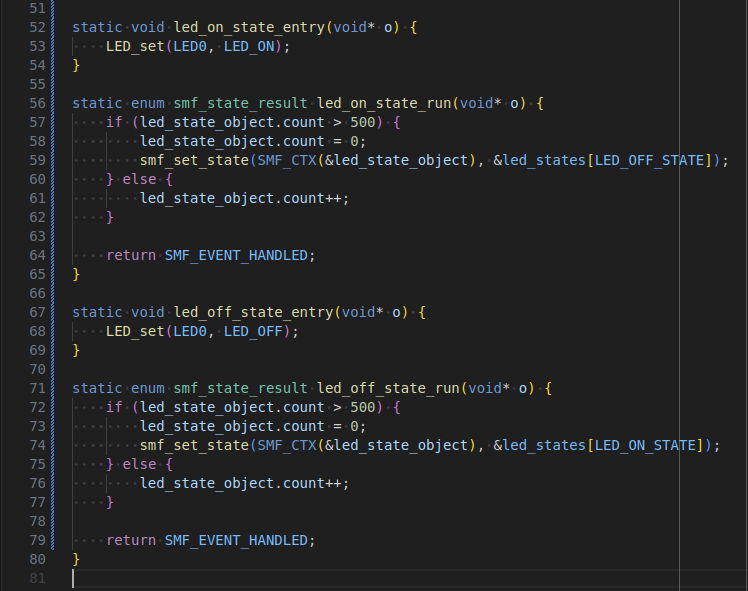 51
52 static void led_on_state_entry(void* o) {
53     LED_set(LED0, LED_ON);
54 }
55
56 static enum smf_state_result led_on_state_run(void* o) {
57     if (led_state_object.count > 500) {
58         led_state_object.count = 0;
59         smf_set_state(SMF_CTX(&led_state_object), &led_states[LED_OFF_STATE]);
60     } else {
61         led_state_object.count++;
62     }
63
64     return SMF_EVENT_HANDLED;
65 }
66
67 static void led_off_state_entry(void* o) {
68     LED_set(LED0, LED_OFF);
69 }
70
71 static enum smf_state_result led_off_state_run(void* o) {
72     if (led_state_object.count > 500) {
73         led_state_object.count = 0;
74         smf_set_state(SMF_CTX(&led_state_object), &led_states[LED_ON_STATE]);
75     } else {
76         led_state_object.count++;
77     }
78
79     return SMF_EVENT_HANDLED;
80 }
81